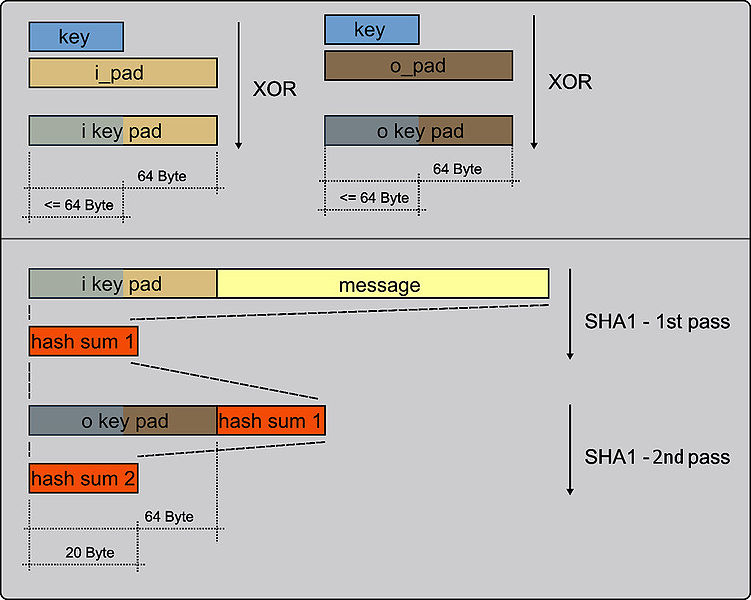 key
i_pad
XOR
i key pad
64 Byte
<= 64 Byte
key
o_pad
XOR
o key pad
64 Byte
<= 64 Byte
i key pad
message
SHA1 - 1st pass
hash sum 1
o key pad
hash sum 1
SHA1 - 2nd pass
hash sum 2
64 Byte
20 Byte